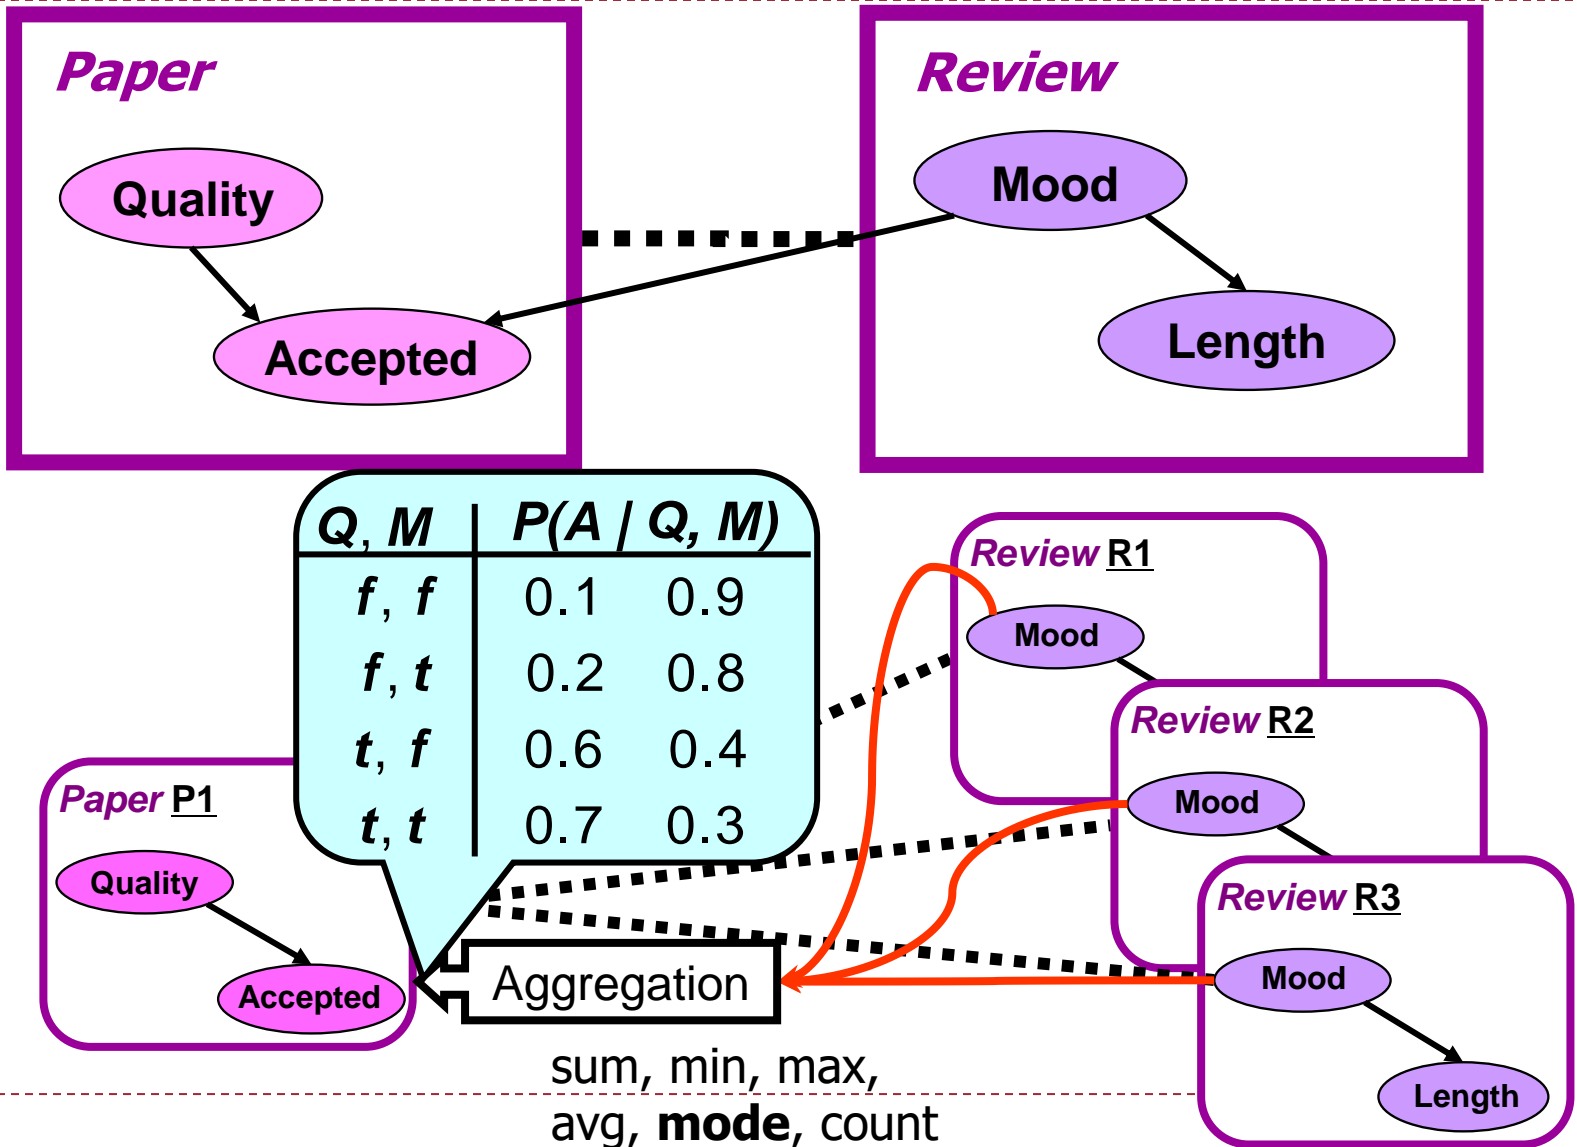 Paper
Quality
Accepted
Review
Mood
Length
Q, M P(A | Q, M)
f, f 0.1 0.9
f, t 0.2 0.8
t, f 0.6 0.4
t, t 0.7 0.3
Paper P1
Quality
Accepted
Aggregation
sum, min, max,
avg, mode, count
Review R1
Mood
Review R2
Mood
Review R3
Mood
Length